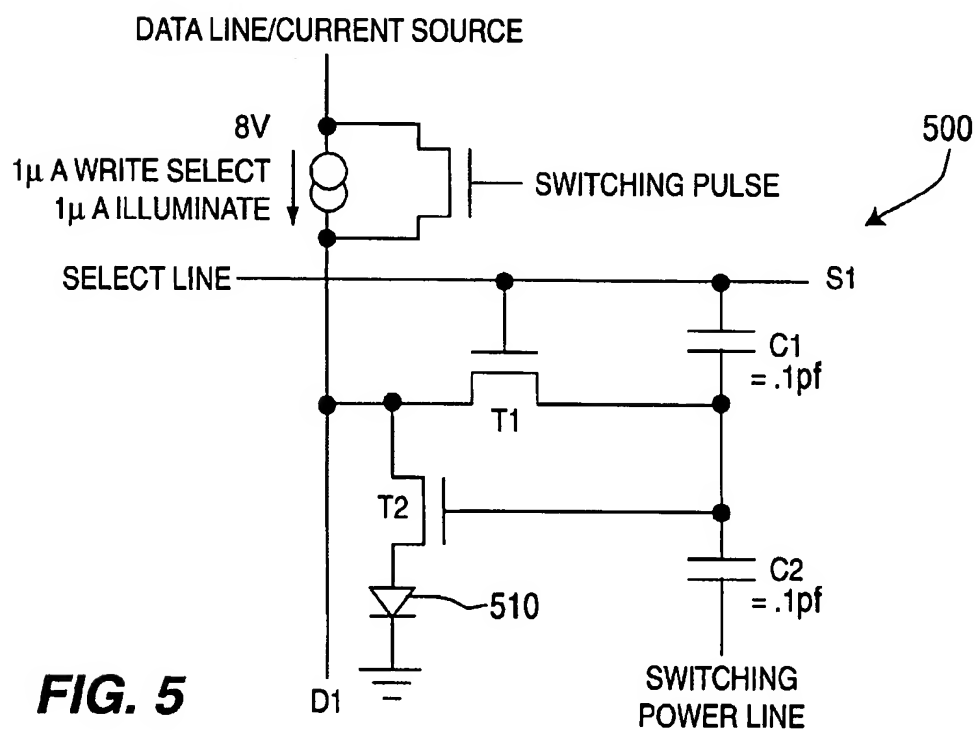 DATA LINE/CURRENT SOURCE
8V
500
1μ A WRITE SELECT
1μ A ILLUMINATE
SWITCHING PULSE
SELECT LINE
S1
C1
= .1pf
T1
T2
C2
= .1pf
510
SWITCHING
POWER LINE
D1
FIG. 5